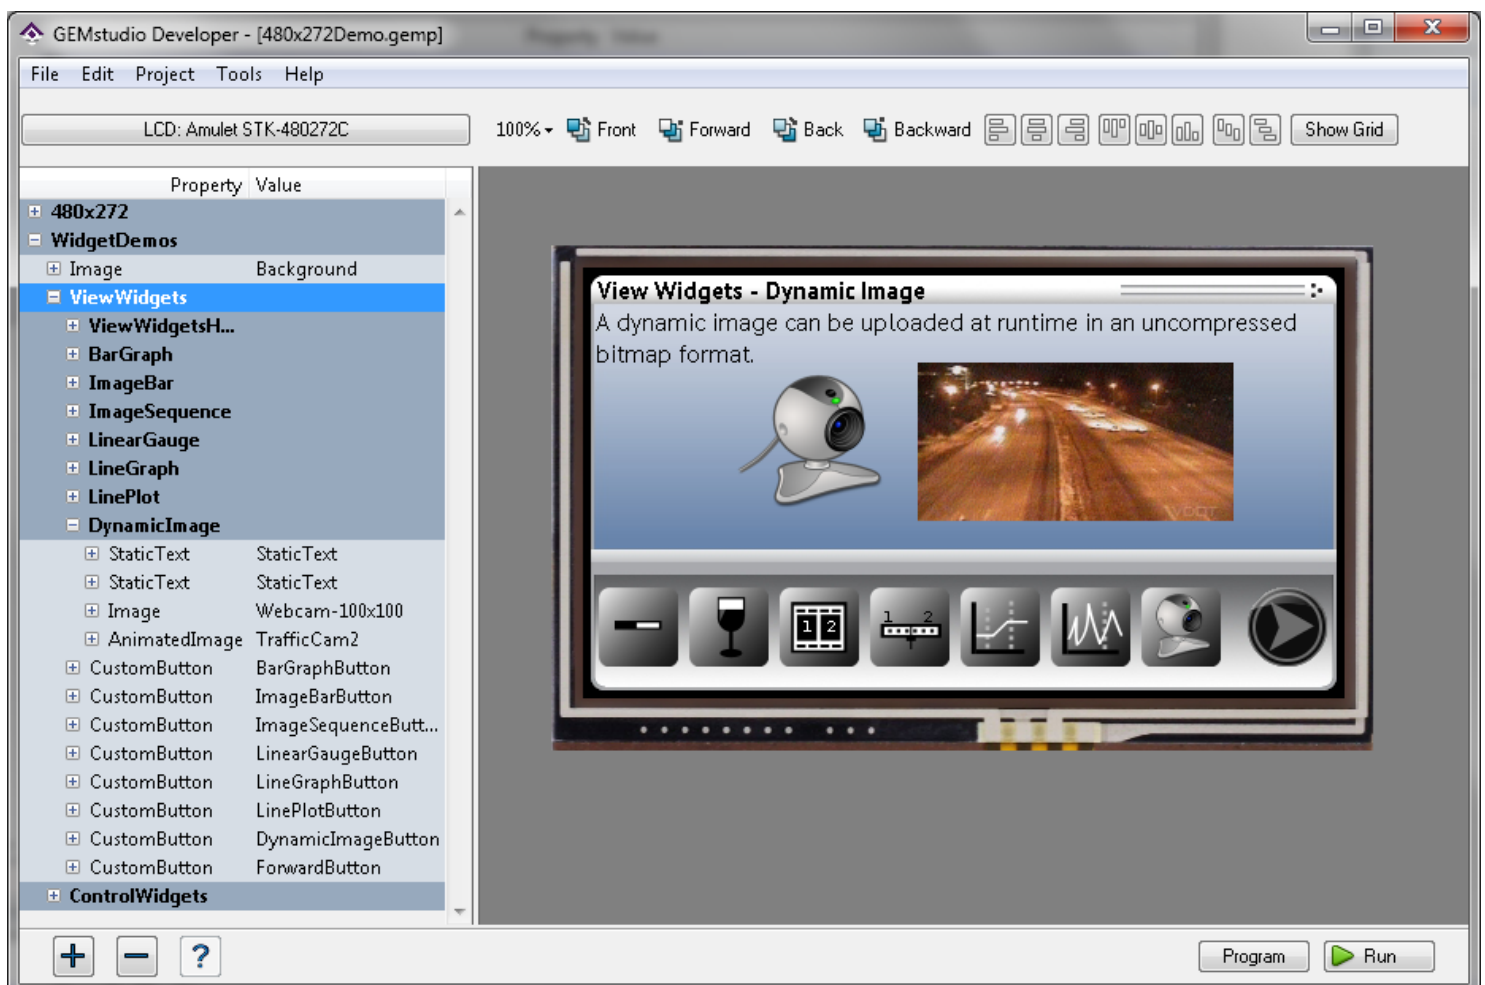 GEMstudio Developer - [480x272Demo.gemp]
File Edit Project Tools Help
LCD: Amulet STK-480272C
100% Front Forward Back Backward Show Grid
Property Value
480x272
WidgetDemos
Image Background
ViewWidgets
ViewWidgetsH...
BarGraph
ImageBar
ImageSequence
LinearGauge
LineGraph
LinePlot
DynamicImage
StaticText StaticText
StaticText StaticText
Image Webcam-100x100
AnimatedImage TrafficCam2
CustomButton BarGraphButton
CustomButton ImageBarButton
CustomButton ImageSequenceButt...
CustomButton LinearGaugeButton
CustomButton LineGraphButton
CustomButton LinePlotButton
CustomButton DynamicImageButton
CustomButton ForwardButton
ControlWidgets
View Widgets - Dynamic Image
A dynamic image can be uploaded at runtime in an uncompressed
bitmap format.
VDOT
1 2
1 2
Program Run